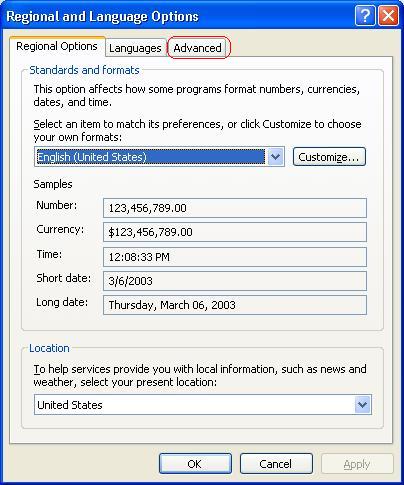 Regional and Language Options
Regional Options
Languages
Advanced
Standards and formats
This option affects how some programs format numbers, currencies,
dates, and time.
Select an item to match its preferences, or click Customize to choose
your own formats:
English (United States)
Customize...
Samples
Number:
123,456,789.00
Currency:
$123,456,789.00
Time:
12:08:33 PM
Short date:
3/6/2003
Long date:
Thursday, March 06, 2003
Location
To help services provide you with local information, such as news and
weather, select your present location:
United States
OK
Cancel
Apply